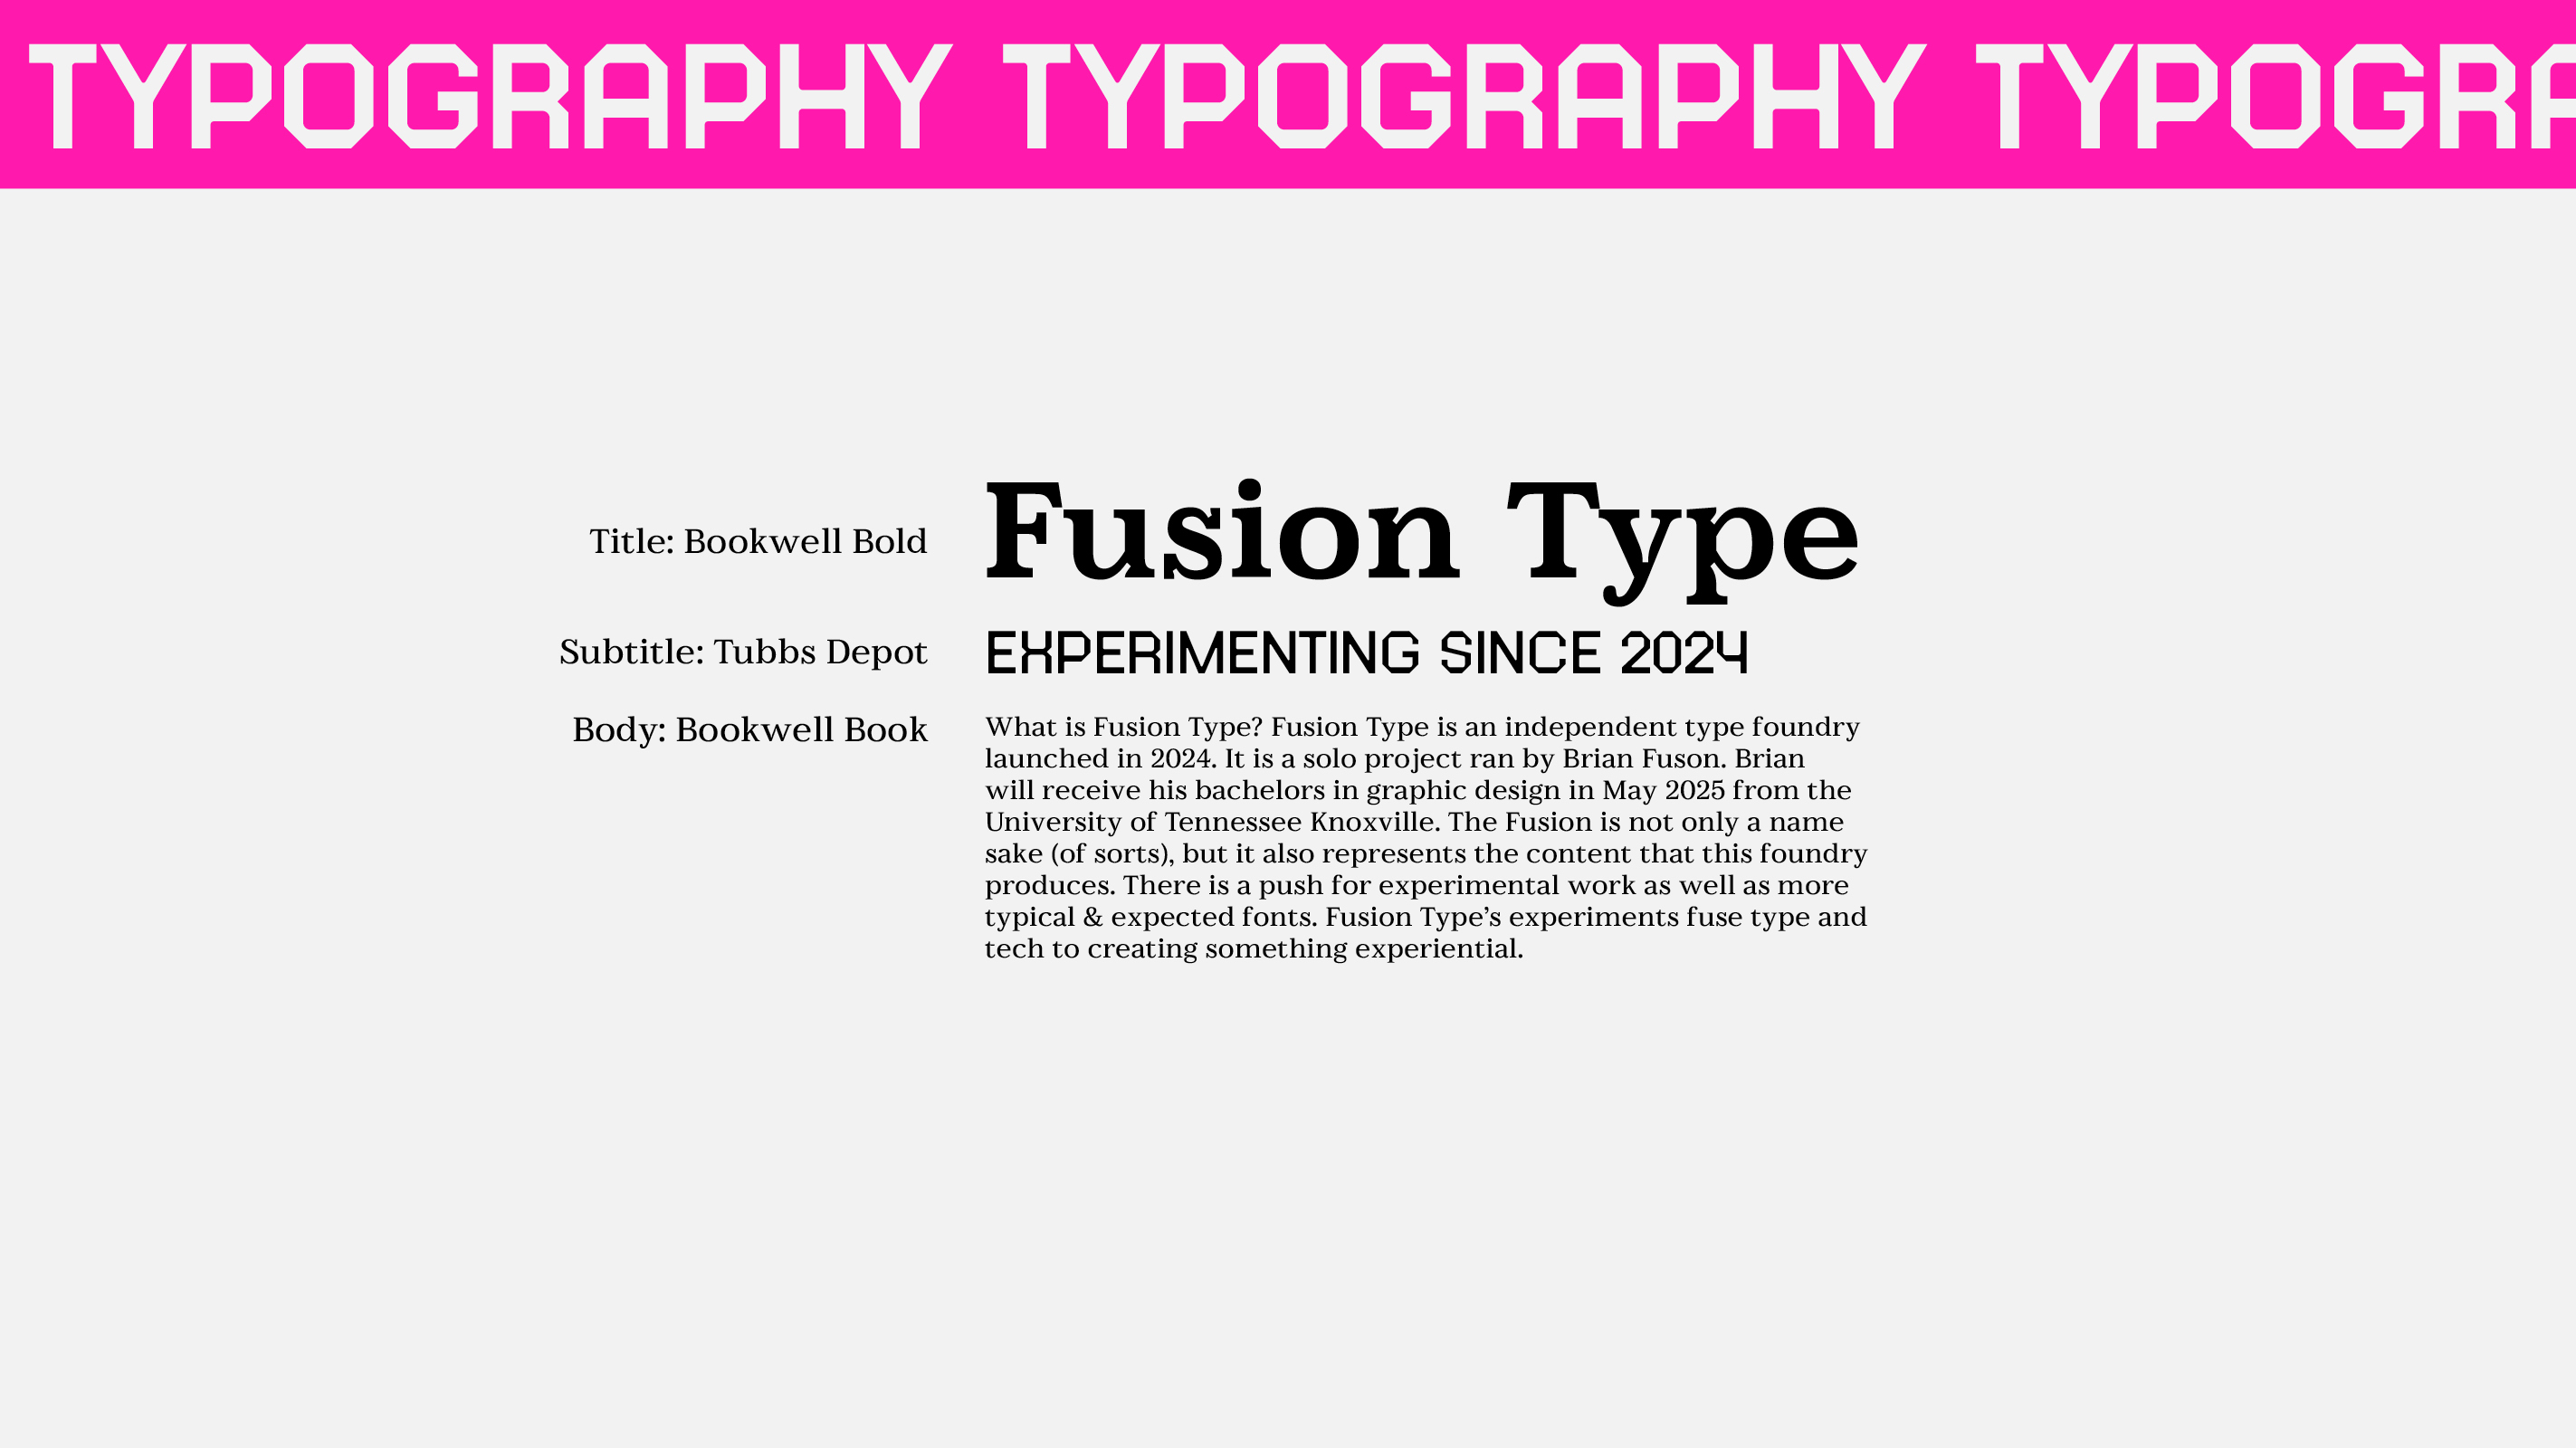 TYPOGRAPHY TYPOGRAPHY TYPOGRA
Title: Bookwell Bold
Fusion Type
Subtitle: Tubbs Depot
EXPERIMENTING SINCE 2024
Body: Bookwell Book
What is Fusion Type? Fusion Type is an independent type foundry
launched in 2024. It is a solo project ran by Brian Fuson. Brian
will receive his bachelors in graphic design in May 2025 from the
University of Tennessee Knoxville. The Fusion is not only a name
sake (of sorts), but it also represents the content that this foundry
produces. There is a push for experimental work as well as more
typical & expected fonts. Fusion Type’s experiments fuse type and
tech to creating something experiential.